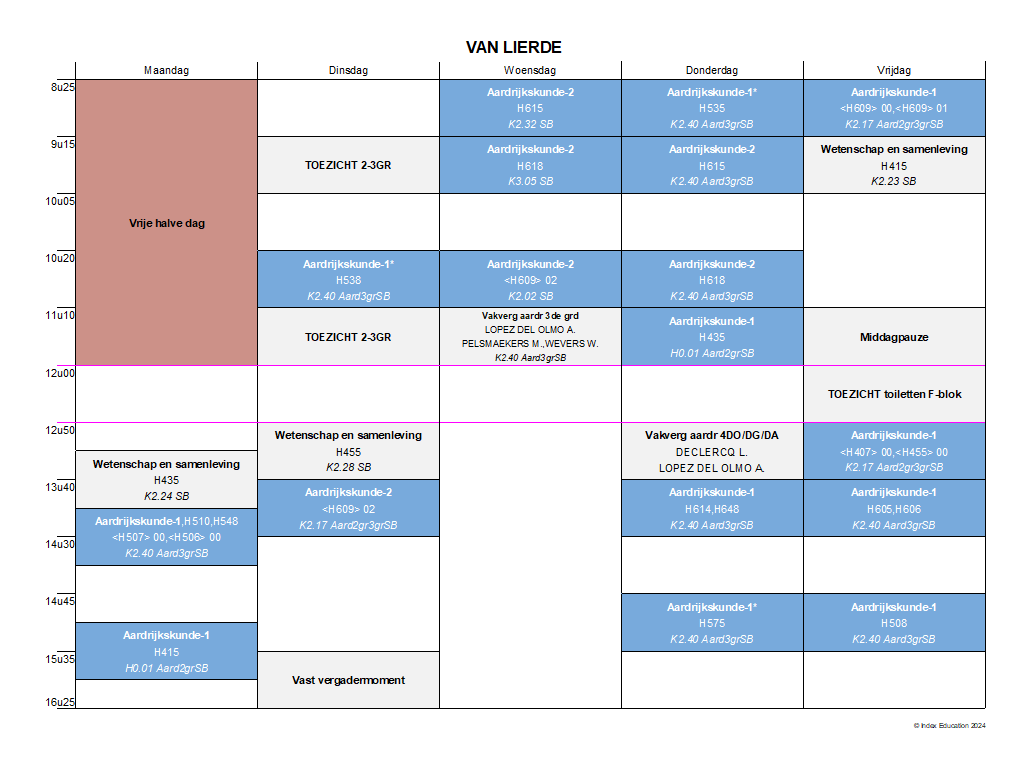 VAN LIERDE
Maandag Dinsdag Woensdag Donderdag Vrijdag
8u25
9u15
10u05
10u20
11u10
12u00
12u50
13u40
14u30
14u45
15u35
16u25
Vrije halve dag
Wetenschap en samenleving
H435
K2.24 SB
Aardrijkskunde-1,H510,H548
<H507> 00,<H506> 00
K2.40 Aard3grSB
Aardrijkskunde-1
H415
H0.01 Aard2grSB
TOEZICHT 2-3GR
Aardrijkskunde-1*
H538
K2.40 Aard3grSB
TOEZICHT 2-3GR
Wetenschap en samenleving
H455
K2.28 SB
Aardrijkskunde-2
<H609> 02
K2.17 Aard2gr3grSB
Vast vergadermoment
Aardrijkskunde-2
H615
K2.32 SB
Aardrijkskunde-2
H618
K3.05 SB
Aardrijkskunde-2
<H609> 02
K2.02 SB
Vakverg aardr 3de grd
LOPEZ DEL OLMO A.
PELSMAEKERS M.,WEVERS W.
K2.40 Aard3grSB
Aardrijkskunde-1*
H535
K2.40 Aard3grSB
Aardrijkskunde-2
H615
K2.40 Aard3grSB
Aardrijkskunde-2
H618
K2.40 Aard3grSB
Aardrijkskunde-1
H435
H0.01 Aard2grSB
Vakverg aardr 4DO/DG/DA
DECLERCQ L.
LOPEZ DEL OLMO A.
Aardrijkskunde-1
H614,H648
K2.40 Aard3grSB
Aardrijkskunde-1*
H575
K2.40 Aard3grSB
Aardrijkskunde-1
<H609> 00,<H609> 01
K2.17 Aard2gr3grSB
Wetenschap en samenleving
H415
K2.23 SB
Middagpauze
TOEZICHT toiletten F-blok
Aardrijkskunde-1
<H407> 00,<H455> 00
K2.17 Aard2gr3grSB
Aardrijkskunde-1
H605,H606
K2.40 Aard3grSB
Aardrijkskunde-1
H508
K2.40 Aard3grSB
© Index Education 2024